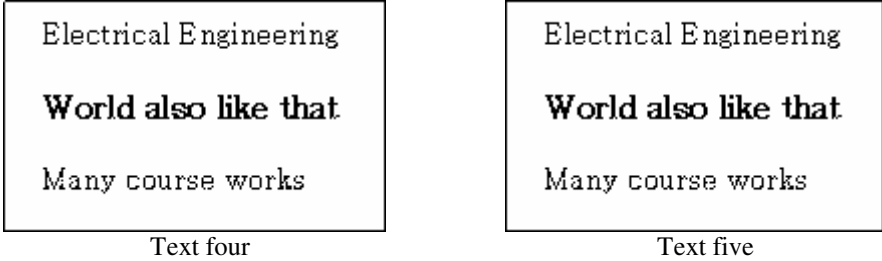 Electrical Engineering
World also like that
Many course works
Text four
Electrical Engineering
World also like that
Many course works
Text five